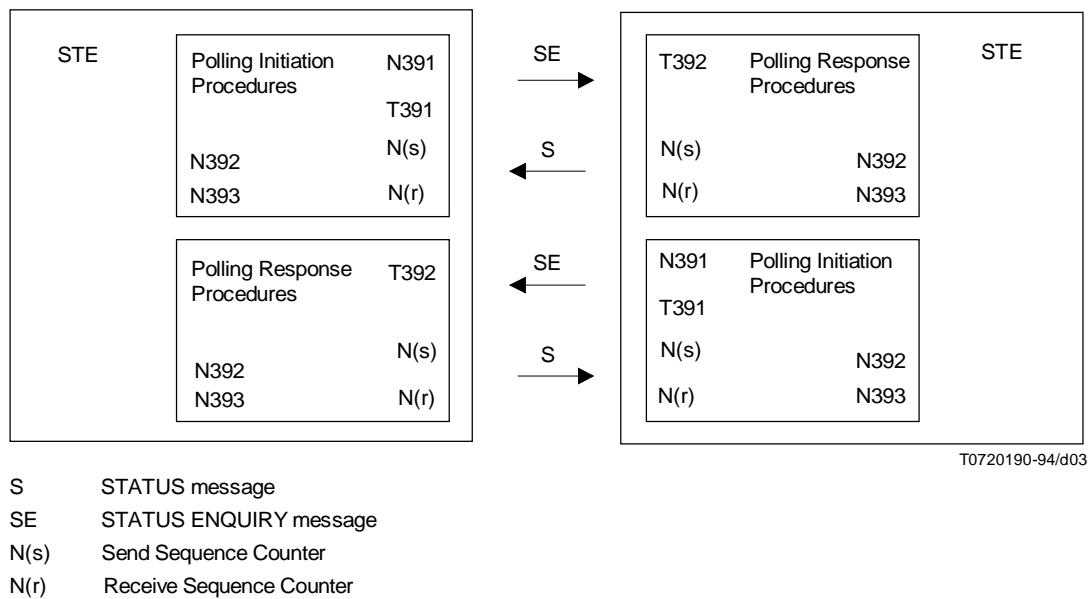 STE
Polling Initiation N391
Procedures
T391
N(s)
N392
N393 N(r)
SE
S
T392 Polling Response
Procedures
N(s)
N392
N(r) N393
STE
Polling Response T392
Procedures
N(s)
N392
N393 N(r)
SE
S
N391 Polling Initiation
Procedures
T391
N(s)
N392
N(r) N393
T0720190-94/d03
S STATUS message
SE STATUS ENQUIRY message
N(s) Send Sequence Counter
N(r) Receive Sequence Counter